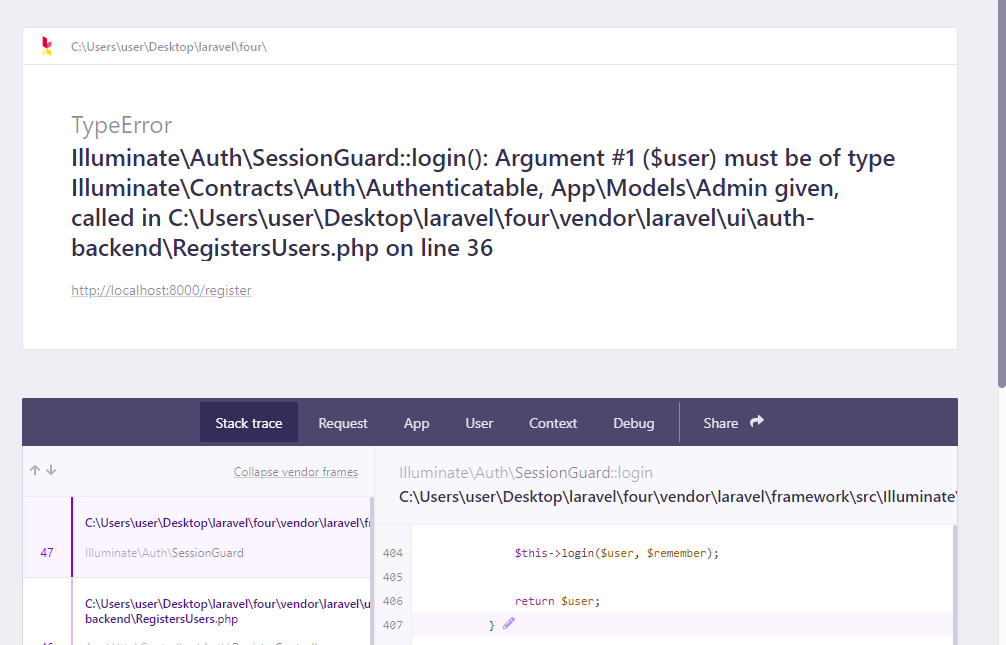 C:\Users\user\Desktop\laravel\four\
TypeError
Illuminate\Auth\SessionGuard::login(): Argument #1 ($user) must be of type
Illuminate\Contracts\Auth\Authenticatable, App\Models\Admin given,
called in C:\Users\user\Desktop\laravel\four\vendor\laravel\ui\auth-
backend\RegistersUsers.php on line 36
http://localhost:8000/register
Stack trace Request App User Context Debug Share
Collapse vendor frames
C:\Users\user\Desktop\laravel\four\vendor\laravel\f
47 Illuminate\Auth\SessionGuard
C:\Users\user\Desktop\laravel\four\vendor\laravel\u
backend\RegistersUsers.php
Illuminate\Auth\SessionGuard::login
C:\Users\user\Desktop\laravel\four\vendor\laravel\framework\src\Illuminate\
404 $this->login($user, $remember);
405
406 return $user;
407 }